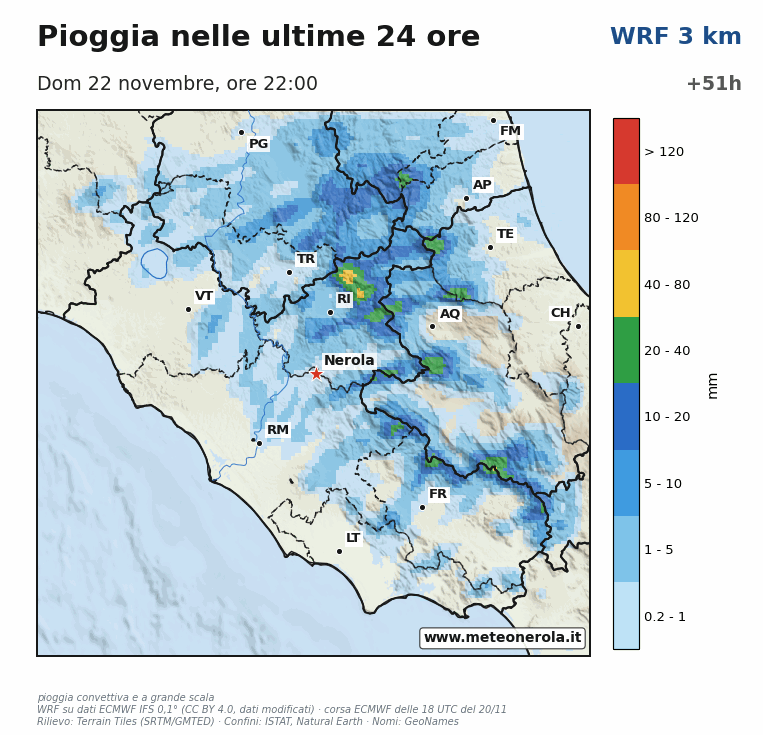 Pioggia nelle ultime 24 ore
WRF 3 km
Dom 22 novembre, ore 22:00
+51h
FM
PG
AP
TE
TR
VT
RI
AQ
CH
Nerola
RM
FR
LT
www.meteonerola.it
> 120
80 - 120
40 - 80
20 - 40
10 - 20
5 - 10
1 - 5
0.2 - 1
mm
pioggia convettiva e a grande scala
WRF su dati ECMWF IFS 0,1° (CC BY 4.0, dati modificati) · corsa ECMWF delle 18 UTC del 20/11
Rilievo: Terrain Tiles (SRTM/GMTED) · Confini: ISTAT, Natural Earth · Nomi: GeoNames